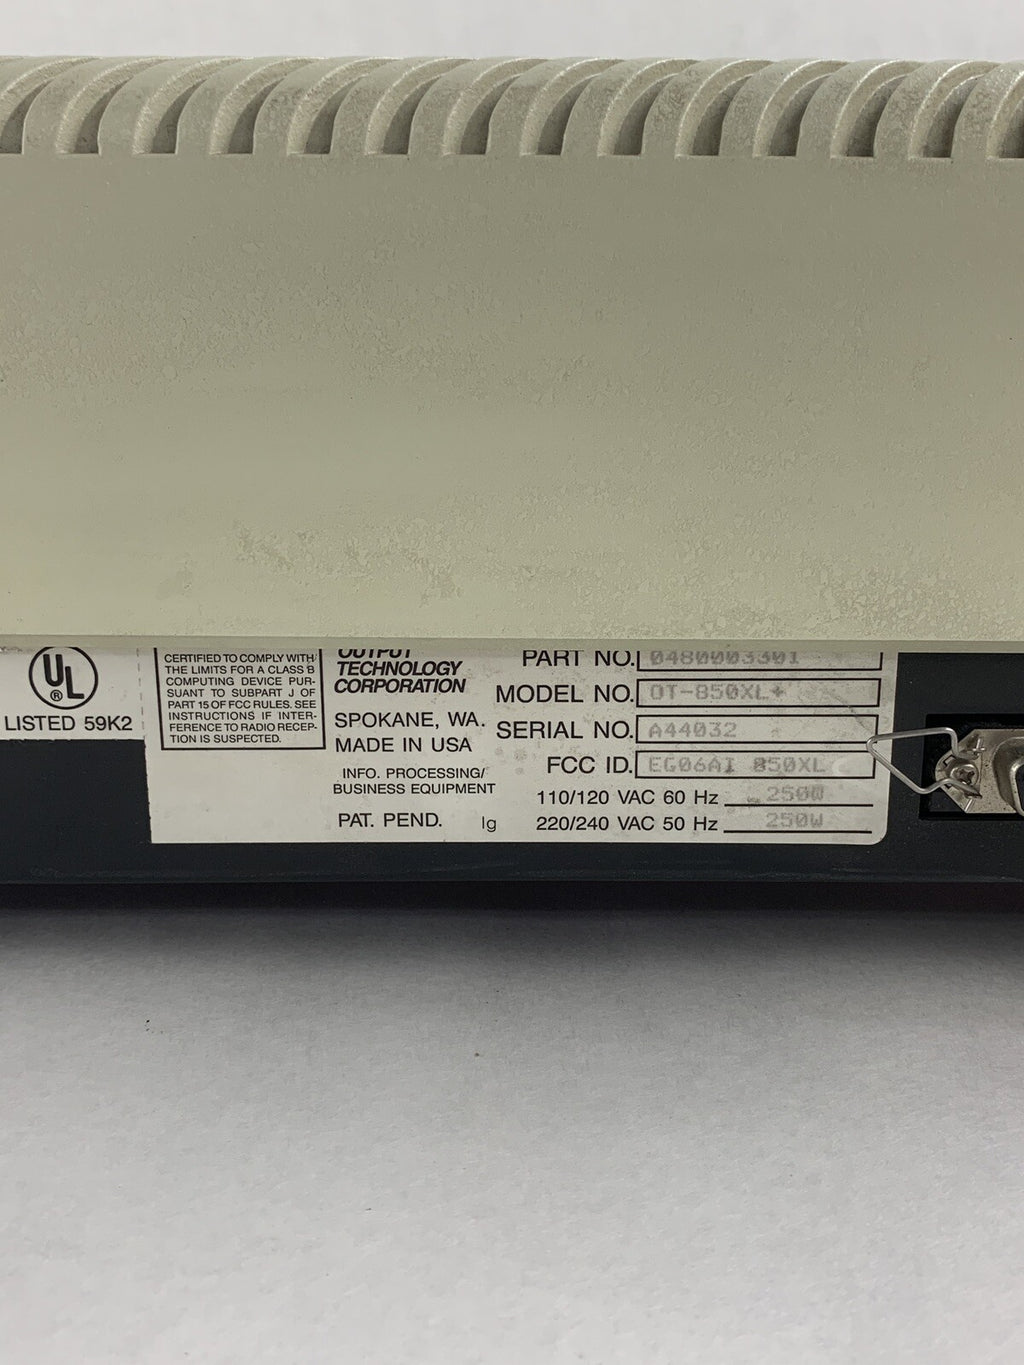 UL
®
LISTED 59K2
CERTIFIED TO COMPLY WITH
THE LIMITS FOR A CLASS B
COMPUTING DEVICE PUR-
SUANT TO SUBPART J OF
PART 15 OF FCC RULES. SEE
INSTRUCTIONS IF INTER-
FERENCE TO RADIO RECEP-
TION IS SUSPECTED.
OUTPUT
TECHNOLOGY
CORPORATION
SPOKANE, WA.
MADE IN USA
INFO. PROCESSING/
BUSINESS EQUIPMENT
PAT. PEND. lg
PART NO. 0480003301
MODEL NO. OT-850XL+
SERIAL NO. A44032
FCC ID. EG06AI 850XL
110/120 VAC 60 Hz 250W
220/240 VAC 50 Hz 250W